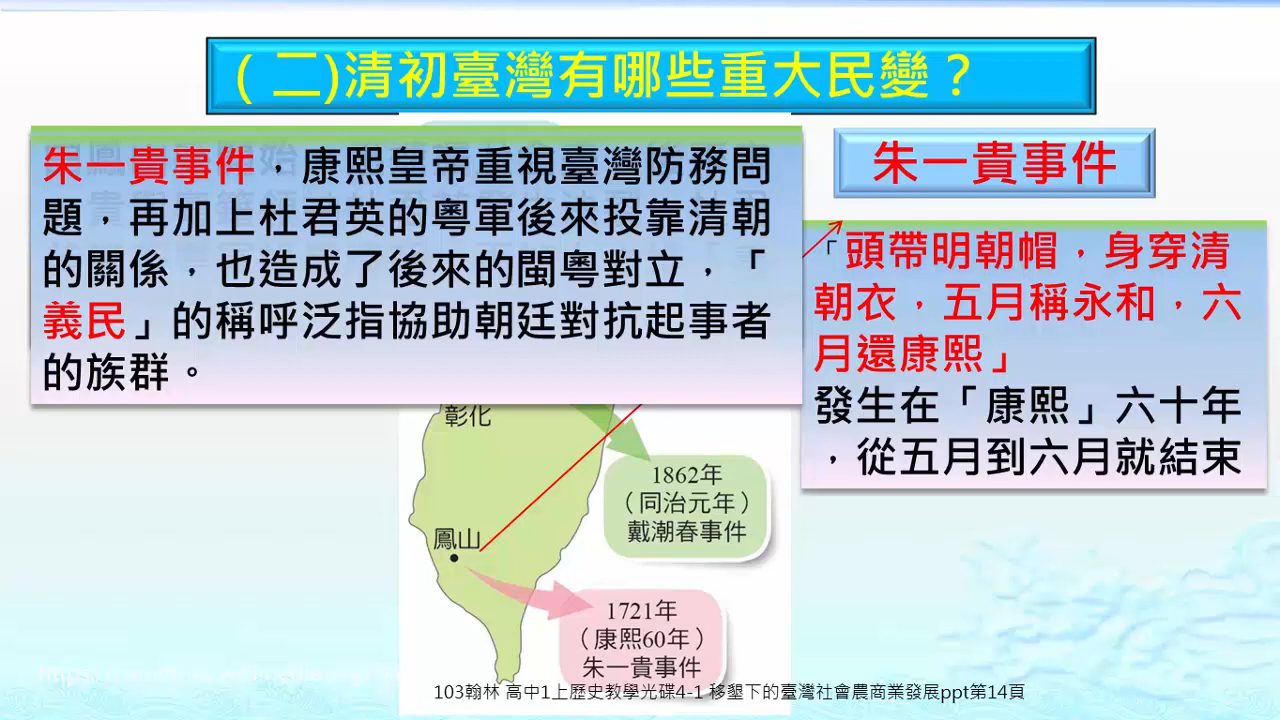 (二)清初臺灣有哪些重大民變？
朱一貴事件，康熙皇帝重視臺灣防務問
題，再加上杜君英的粵軍後來投靠清朝
的關係，也造成了後來的閩粵對立，「
義民」的稱呼泛指協助朝廷對抗起事者
的族群。
朱一貴事件
「頭帶明朝帽，身穿清
朝衣，五月稱永和，六
月還康熙」
發生在「康熙」六十年
，從五月到六月就結束
彰化
1862年
（同治元年）
戴潮春事件
鳳山
1721年
（康熙60年）
朱一貴事件
103翰林 高中1上歷史教學光碟4-1 移墾下的臺灣社會農商業發展ppt第14頁